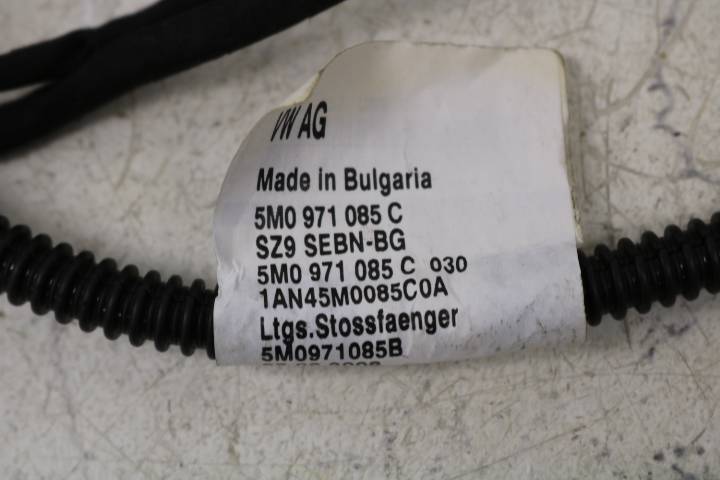 VW AG
Made in Bulgaria
5M0 971 085 C
SZ9 SEBN-BG
5M0 971 085 C 030
1AN45M0085C0A
Ltgs.Stossfaenger
5M0971085B